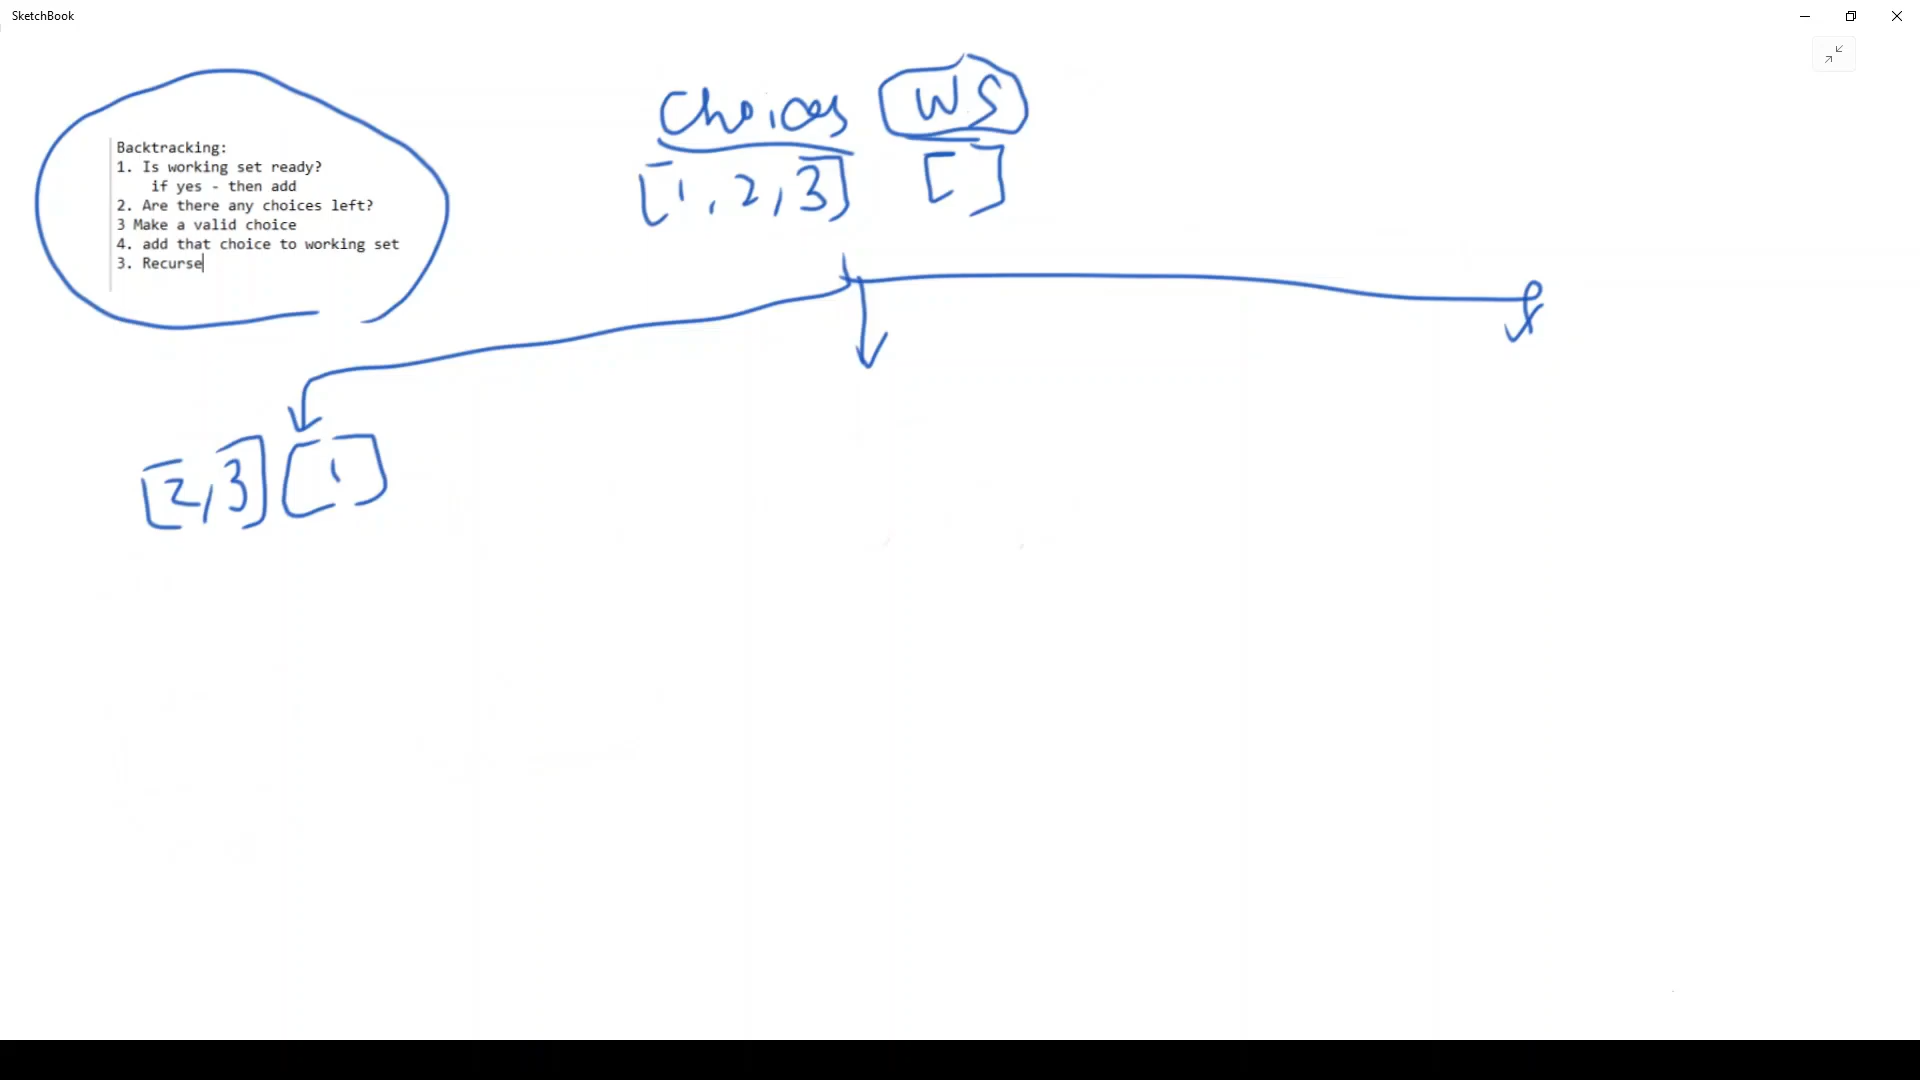 SketchBook
Choices WS
[1, 2, 3] [ ]
Backtracking:
1. Is working set ready?
if yes - then add
2. Are there any choices left?
3 Make a valid choice
4. add that choice to working set
3. Recurse
[2,3] [1]